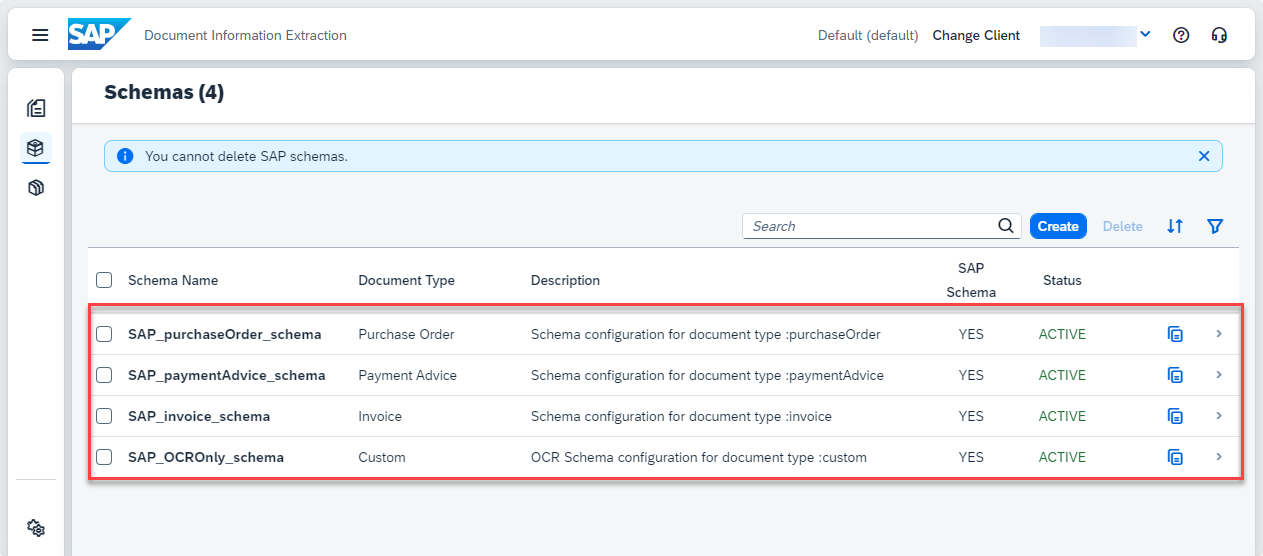 SAP Document Information Extraction Default (default) Change Client
Schemas (4)
You cannot delete SAP schemas.
Search Create Delete
Schema Name Document Type Description SAP Schema Status
SAP_purchaseOrder_schema Purchase Order Schema configuration for document type :purchaseOrder YES ACTIVE
SAP_paymentAdvice_schema Payment Advice Schema configuration for document type :paymentAdvice YES ACTIVE
SAP_invoice_schema Invoice Schema configuration for document type :invoice YES ACTIVE
SAP_OCROnly_schema Custom OCR Schema configuration for document type :custom YES ACTIVE